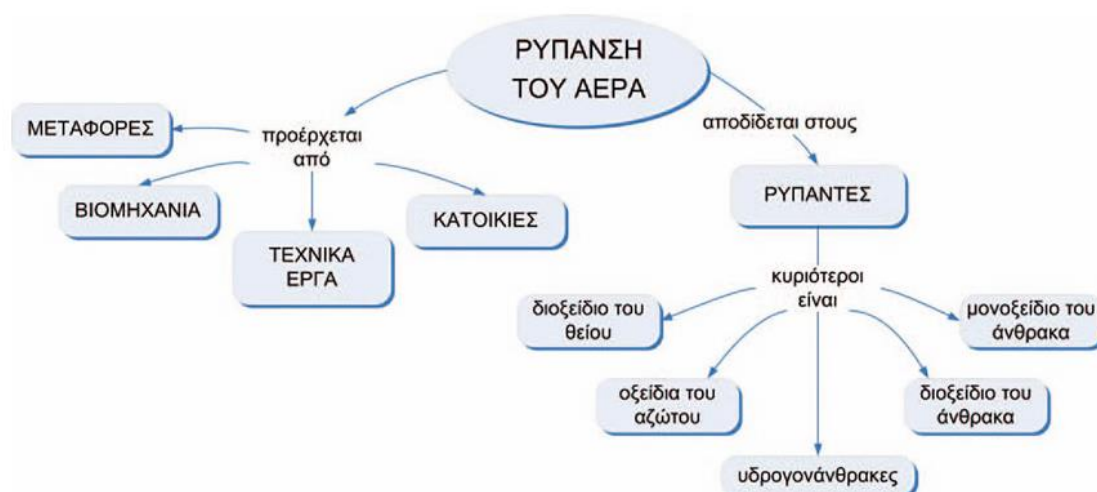 ΡΥΠΑΝΣΗ
ΤΟΥ ΑΕΡΑ
προέρχεται
από
ΜΕΤΑΦΟΡΕΣ
ΒΙΟΜΗΧΑΝΙΑ
ΤΕΧΝΙΚΑ
ΕΡΓΑ
ΚΑΤΟΙΚΙΕΣ
αποδίδεται στους
ΡΥΠΑΝΤΕΣ
κυριότεροι
είναι
διοξείδιο του
θείου
οξείδια του
αζώτου
υδρογονάνθρακες
διοξείδιο του
άνθρακα
μονοξείδιο του
άνθρακα